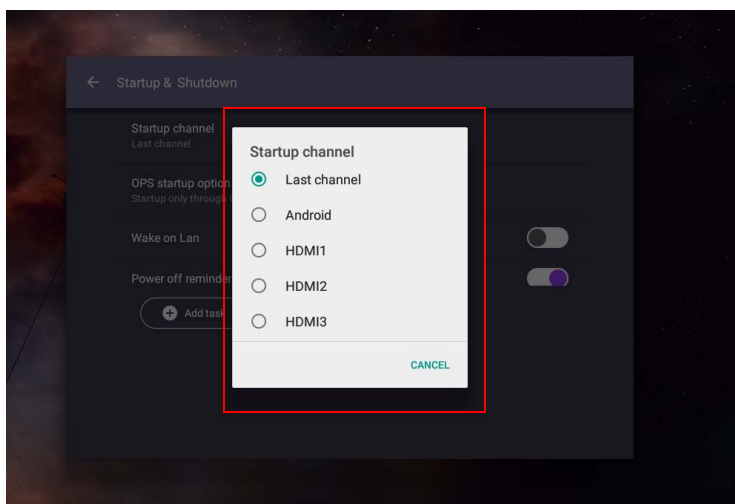 Startup & Shutdown
Startup channel
Last channel
OPS startup option
Startup only through
Wake on Lan
Power off reminder
Add task
Startup channel
Last channel
Android
HDMI1
HDMI2
HDMI3
CANCEL